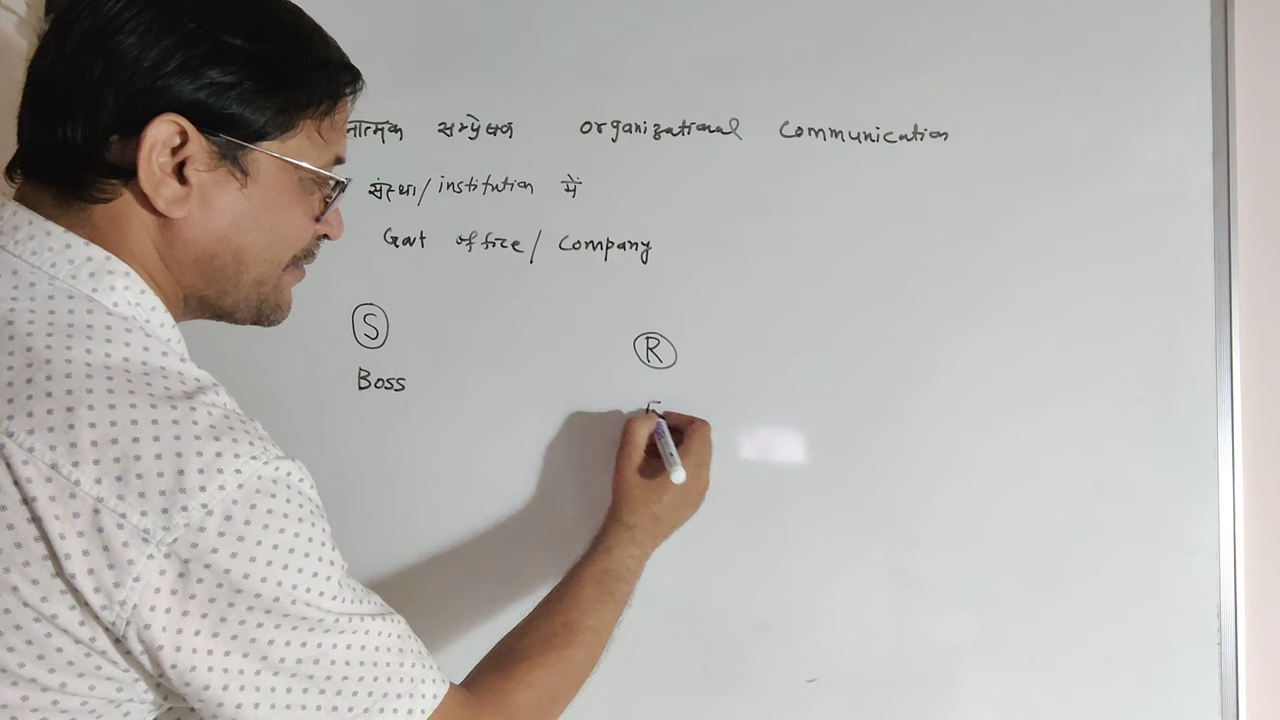 नात्मक सम्प्रेषण organizational Communication
संस्था/institution में
Govt office/ Company
S
R
Boss